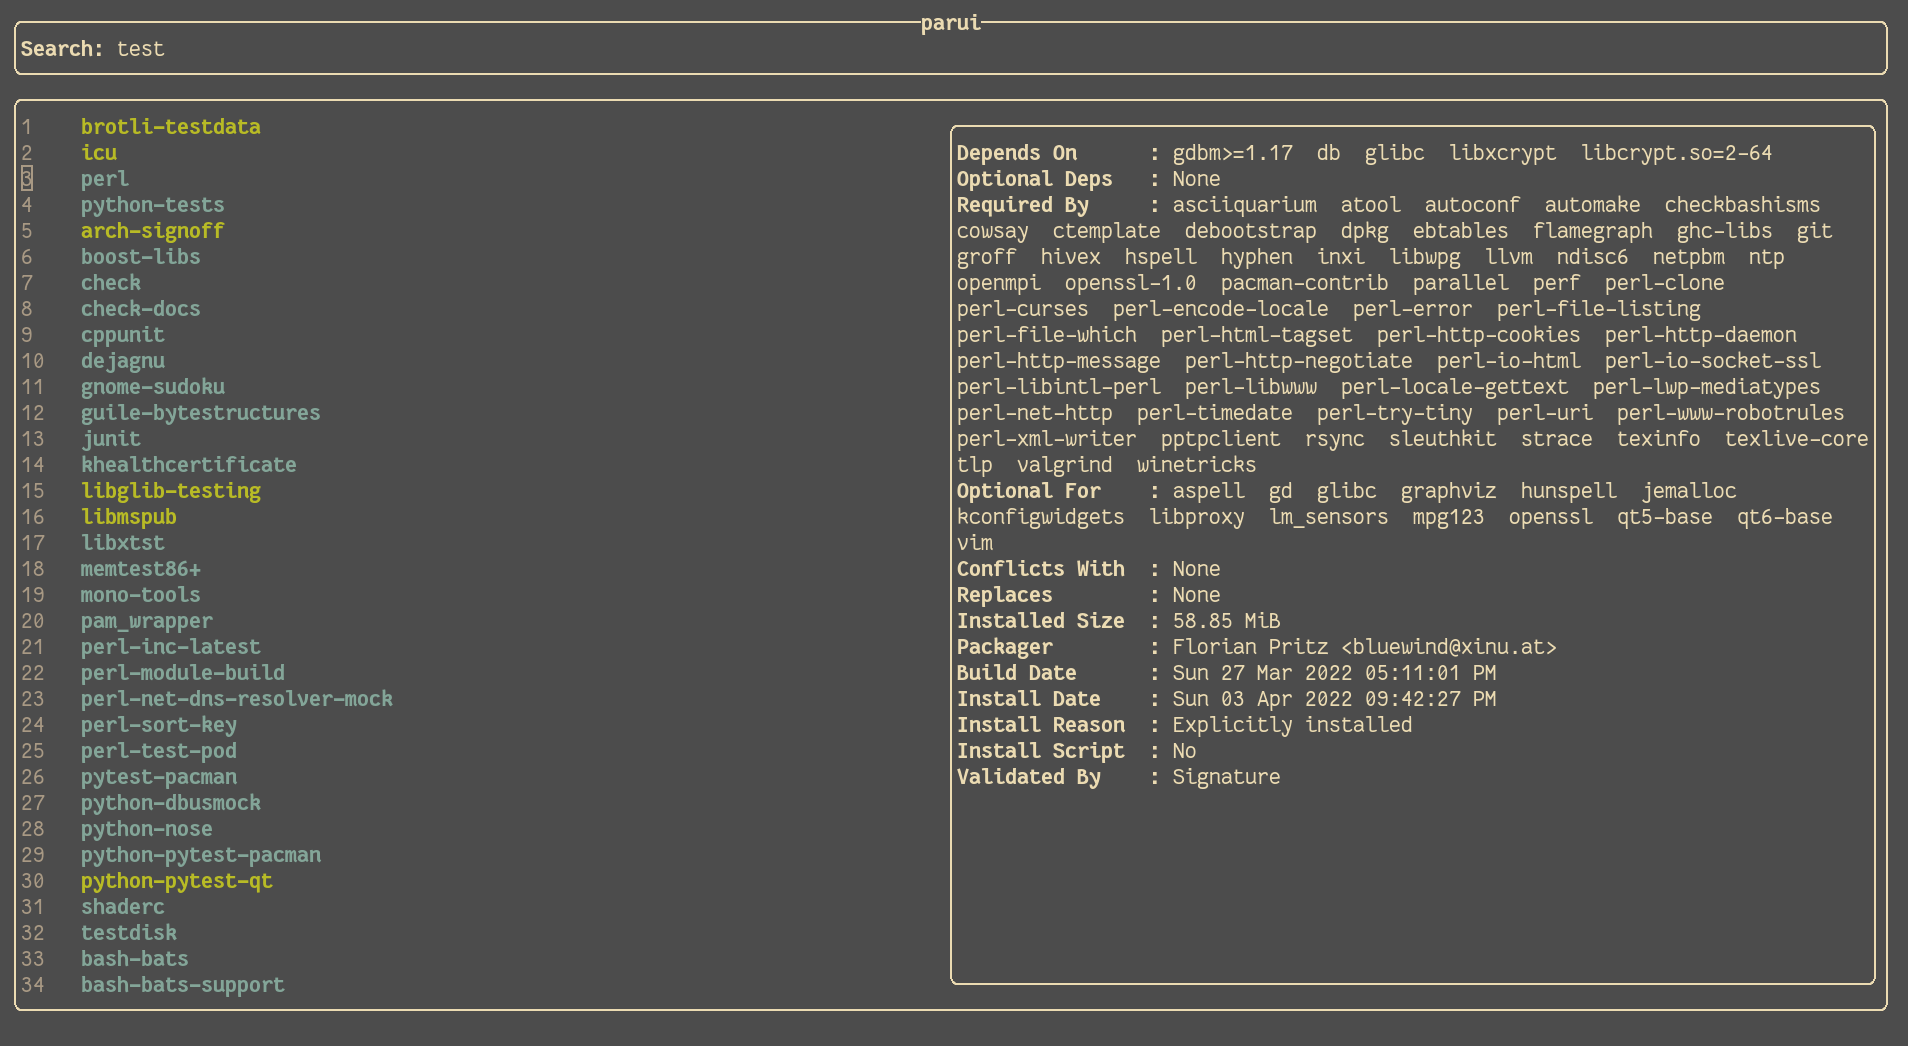 parui
Search: test
1 brotli-testdata
2 icu
3 perl
4 python-tests
5 arch-signoff
6 boost-libs
7 check
8 check-docs
9 cppunit
10 dejagnu
11 gnome-sudoku
12 guile-bytestructures
13 junit
14 khealthcertificate
15 libglib-testing
16 libmspub
17 libxtst
18 memtest86+
19 mono-tools
20 pam_wrapper
21 perl-inc-latest
22 perl-module-build
23 perl-net-dns-resolver-mock
24 perl-sort-key
25 perl-test-pod
26 pytest-pacman
27 python-dbusmock
28 python-nose
29 python-pytest-pacman
30 python-pytest-qt
31 shaderc
32 testdisk
33 bash-bats
34 bash-bats-support
Depends On : gdbm>=1.17 db glibc libxcrypt libcrypt.so=2-64
Optional Deps : None
Required By : asciiquarium atool autoconf automake checkbashisms
cowsay ctemplate debootstrap dpkg ebtables flamegraph ghc-libs git
groff hivex hspell hyphen inxi libwpg llvm ndisc6 netpbm ntp
openmpi openssl-1.0 pacman-contrib parallel perf perl-clone
perl-curses perl-encode-locale perl-error perl-file-listing
perl-file-which perl-html-tagset perl-http-cookies perl-http-daemon
perl-http-message perl-http-negotiate perl-io-html perl-io-socket-ssl
perl-libintl-perl perl-libwww perl-locale-gettext perl-lwp-mediatypes
perl-net-http perl-timedate perl-try-tiny perl-uri perl-www-robotrules
perl-xml-writer pptpclient rsync sleuthkit strace texinfo texlive-core
tlp valgrind winetricks
Optional For : aspell gd glibc graphviz hunspell jemalloc
kconfigwidgets libproxy lm_sensors mpg123 openssl qt5-base qt6-base
vim
Conflicts With : None
Replaces : None
Installed Size : 58.85 MiB
Packager : Florian Pritz <bluewind@xinu.at>
Build Date : Sun 27 Mar 2022 05:11:01 PM
Install Date : Sun 03 Apr 2022 09:42:27 PM
Install Reason : Explicitly installed
Install Script : No
Validated By : Signature